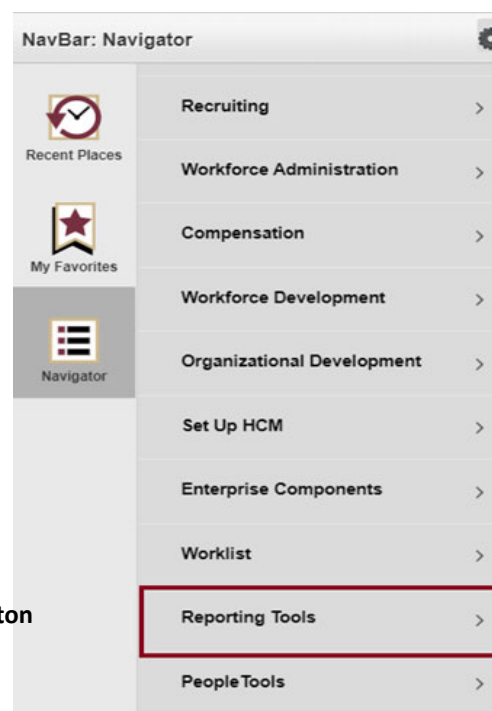 NavBar: Navigator
Recent Places
My Favorites
Navigator
Recruiting
Workforce Administration
Compensation
Workforce Development
Organizational Development
Set Up HCM
Enterprise Components
Worklist
Reporting Tools
PeopleTools